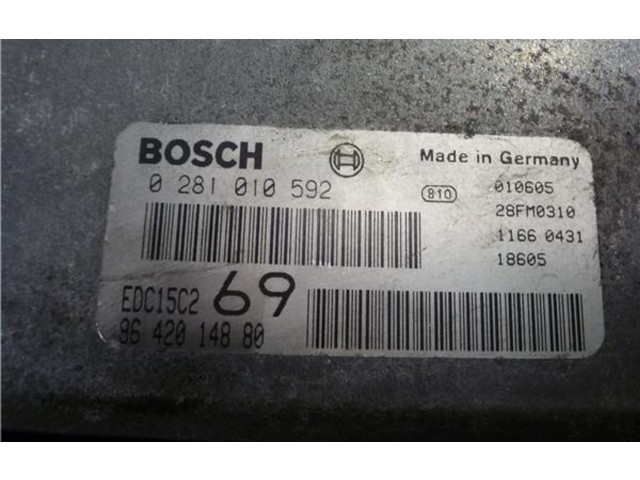 BOSCH
Made in Germany
0 281 010 592
810
010605
28FM0310
1166 0431
18605
EDC15C2 69
96 420 148 80